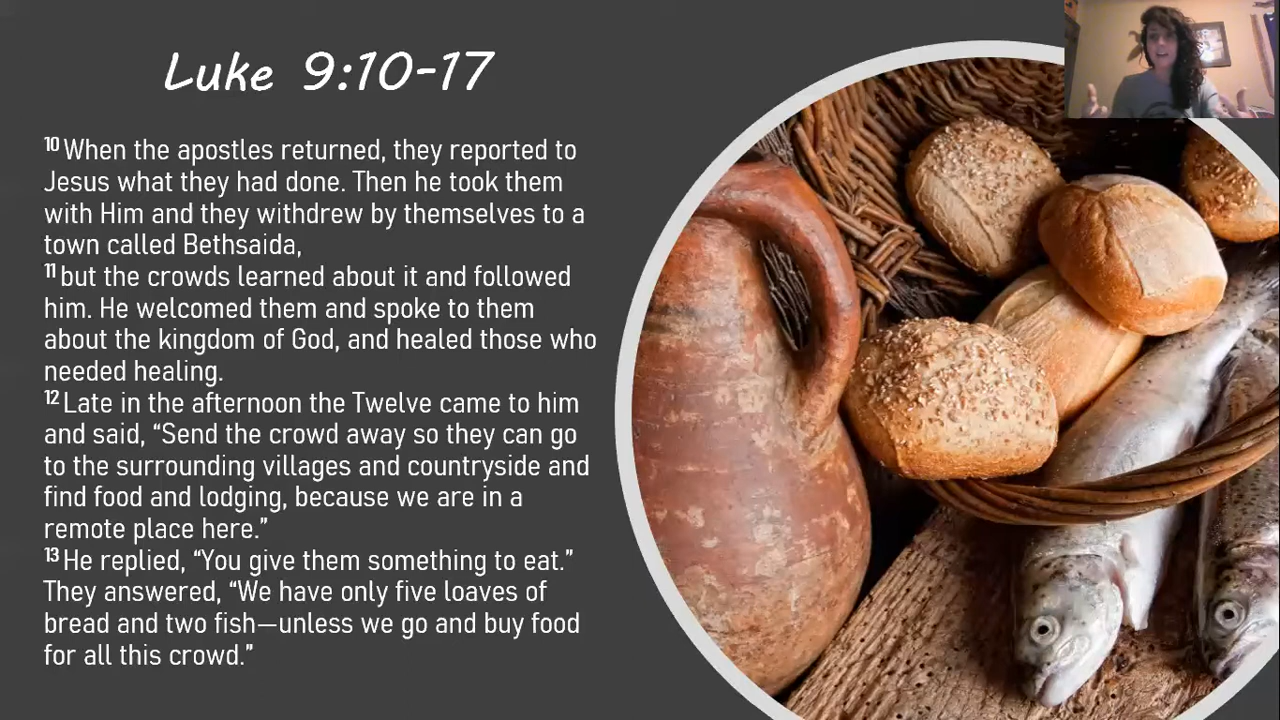 Luke 9:10-17
10 When the apostles returned, they reported to
Jesus what they had done. Then he took them
with Him and they withdrew by themselves to a
town called Bethsaida,
11 but the crowds learned about it and followed
him. He welcomed them and spoke to them
about the kingdom of God, and healed those who
needed healing.
12 Late in the afternoon the Twelve came to him
and said, “Send the crowd away so they can go
to the surrounding villages and countryside and
find food and lodging, because we are in a
remote place here.”
13 He replied, “You give them something to eat.”
They answered, “We have only five loaves of
bread and two fish—unless we go and buy food
for all this crowd.”